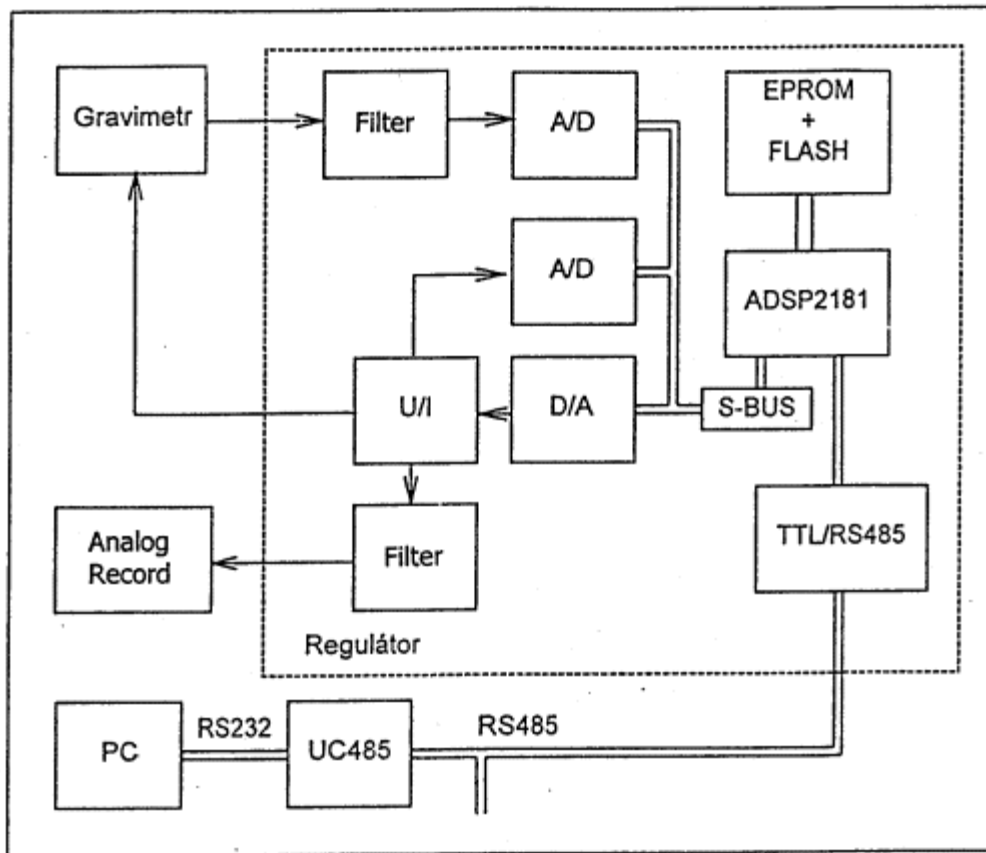 Gravimetr
Filter
A/D
EPROM
+
FLASH
A/D
ADSP2181
U/I
D/A
S-BUS
Analog
Record
Filter
TTL/RS485
Regulátor
PC
RS232
UC485
RS485